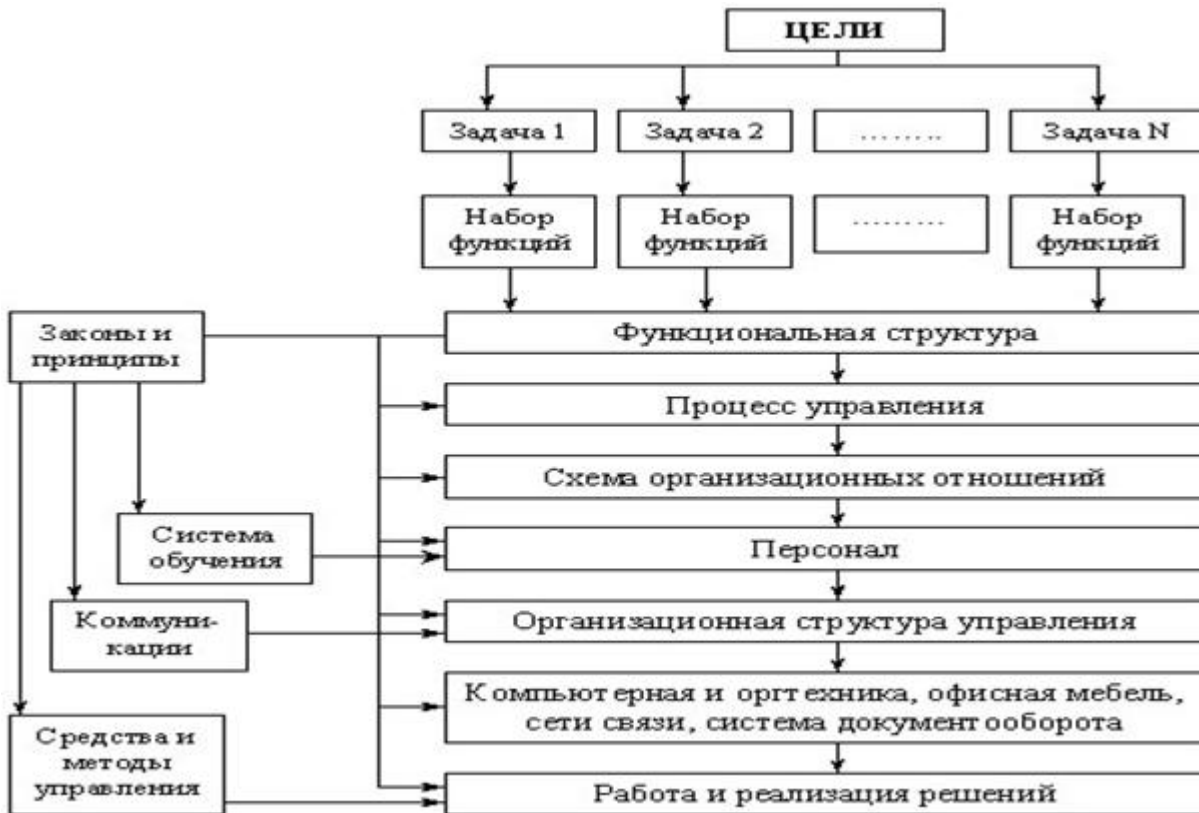 ЦЕЛИ
Задача 1
Задача 2
........
Задача N
Набор
функций
Набор
функций
.........
Набор
функций
Законы и
принципы
Функциональная структура
Процесс управления
Схема организационных отношений
Система
обучения
Персонал
Коммуни-
кации
Организационная структура управления
Компьютерная и оргтехника, офисная мебель,
сети связи, система документооборота
Средства и
методы
управления
Работа и реализация решений